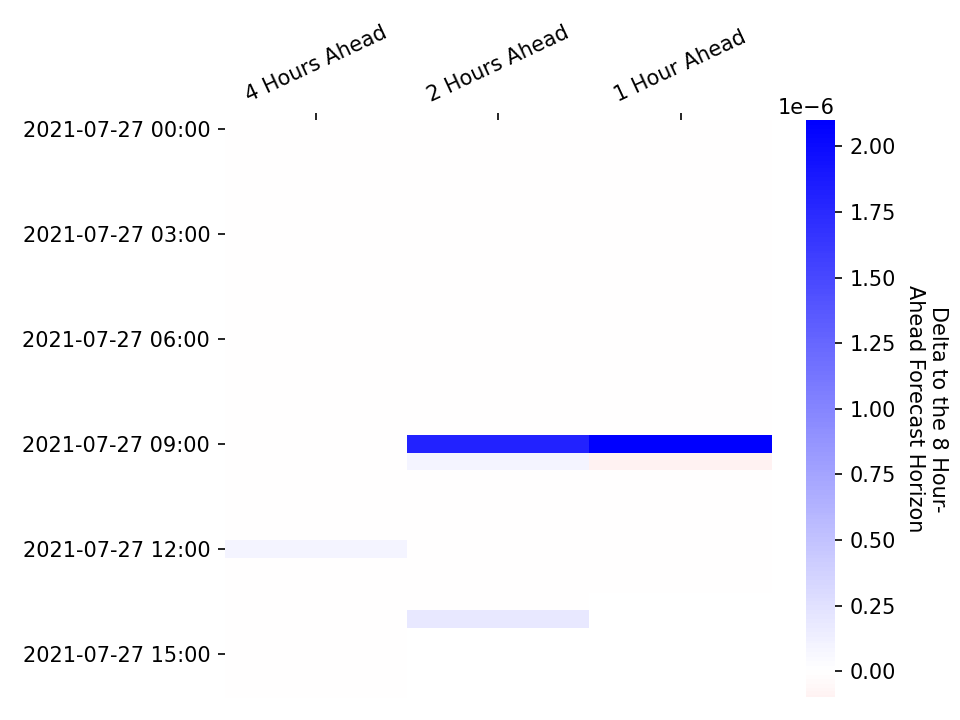 4 Hours Ahead
2 Hours Ahead
1 Hour Ahead
2021-07-27 00:00
2021-07-27 03:00
2021-07-27 06:00
2021-07-27 09:00
2021-07-27 12:00
2021-07-27 15:00
1e−6
2.00
1.75
1.50
1.25
1.00
0.75
0.50
0.25
0.00
Delta to the 8 Hour-
Ahead Forecast Horizon